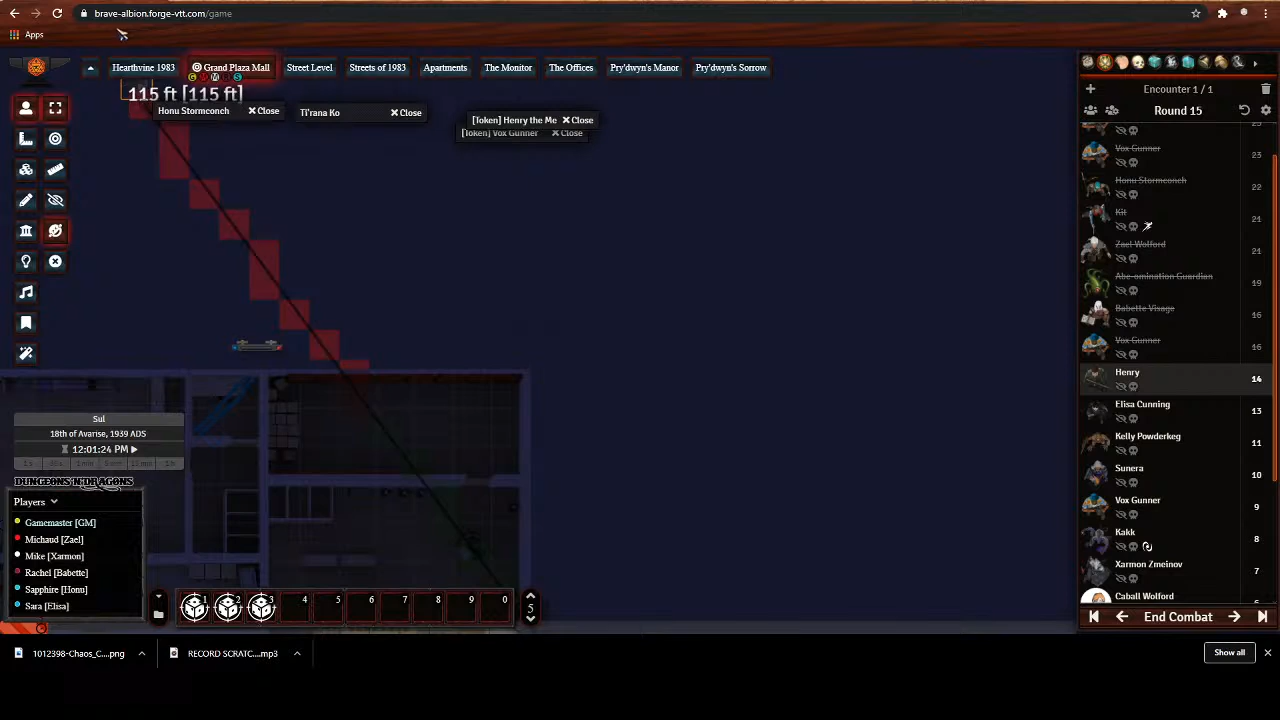 brave-albion.forge-vtt.com/game
Apps
Hearthvine 1983
Grand Plaza Mall
Street Level
Streets of 1983
Apartments
The Monitor
The Offices
Pry'dwyn's Manor
Pry'dwyn's Sorrow
G M M R S
115 ft [115 ft]
Honu Stormconch
Close
Ti'rana Ko
Close
[Token] Henry the Me
Close
[Token] Vox Gunner
Close
Encounter 1 / 1
Round 15
23
Vox Gunner
23
Honu Stormconch
22
Kit
21
Zael Wolford
21
Abe-omination Guardian
19
Babette Visage
16
Vox Gunner
16
Henry
14
Elisa Cunning
13
Kelly Powderkeg
11
Sunera
10
Vox Gunner
9
Kakk
8
Xarmon Zmeinov
7
Caball Wolford
End Combat
Sul
18th of Avarise, 1939 ADS
12:01:24 PM
DUNGEONS N' DRAGONS
Players
Gamemaster [GM]
Michaud [Zael]
Mike [Xarmon]
Rachel [Babette]
Sapphire [Honu]
Sara [Elisa]
1 2 3 4 5 6 7 8 9 0
5
1012398-Chaos_C....png
RECORD SCRATC....mp3
Show all